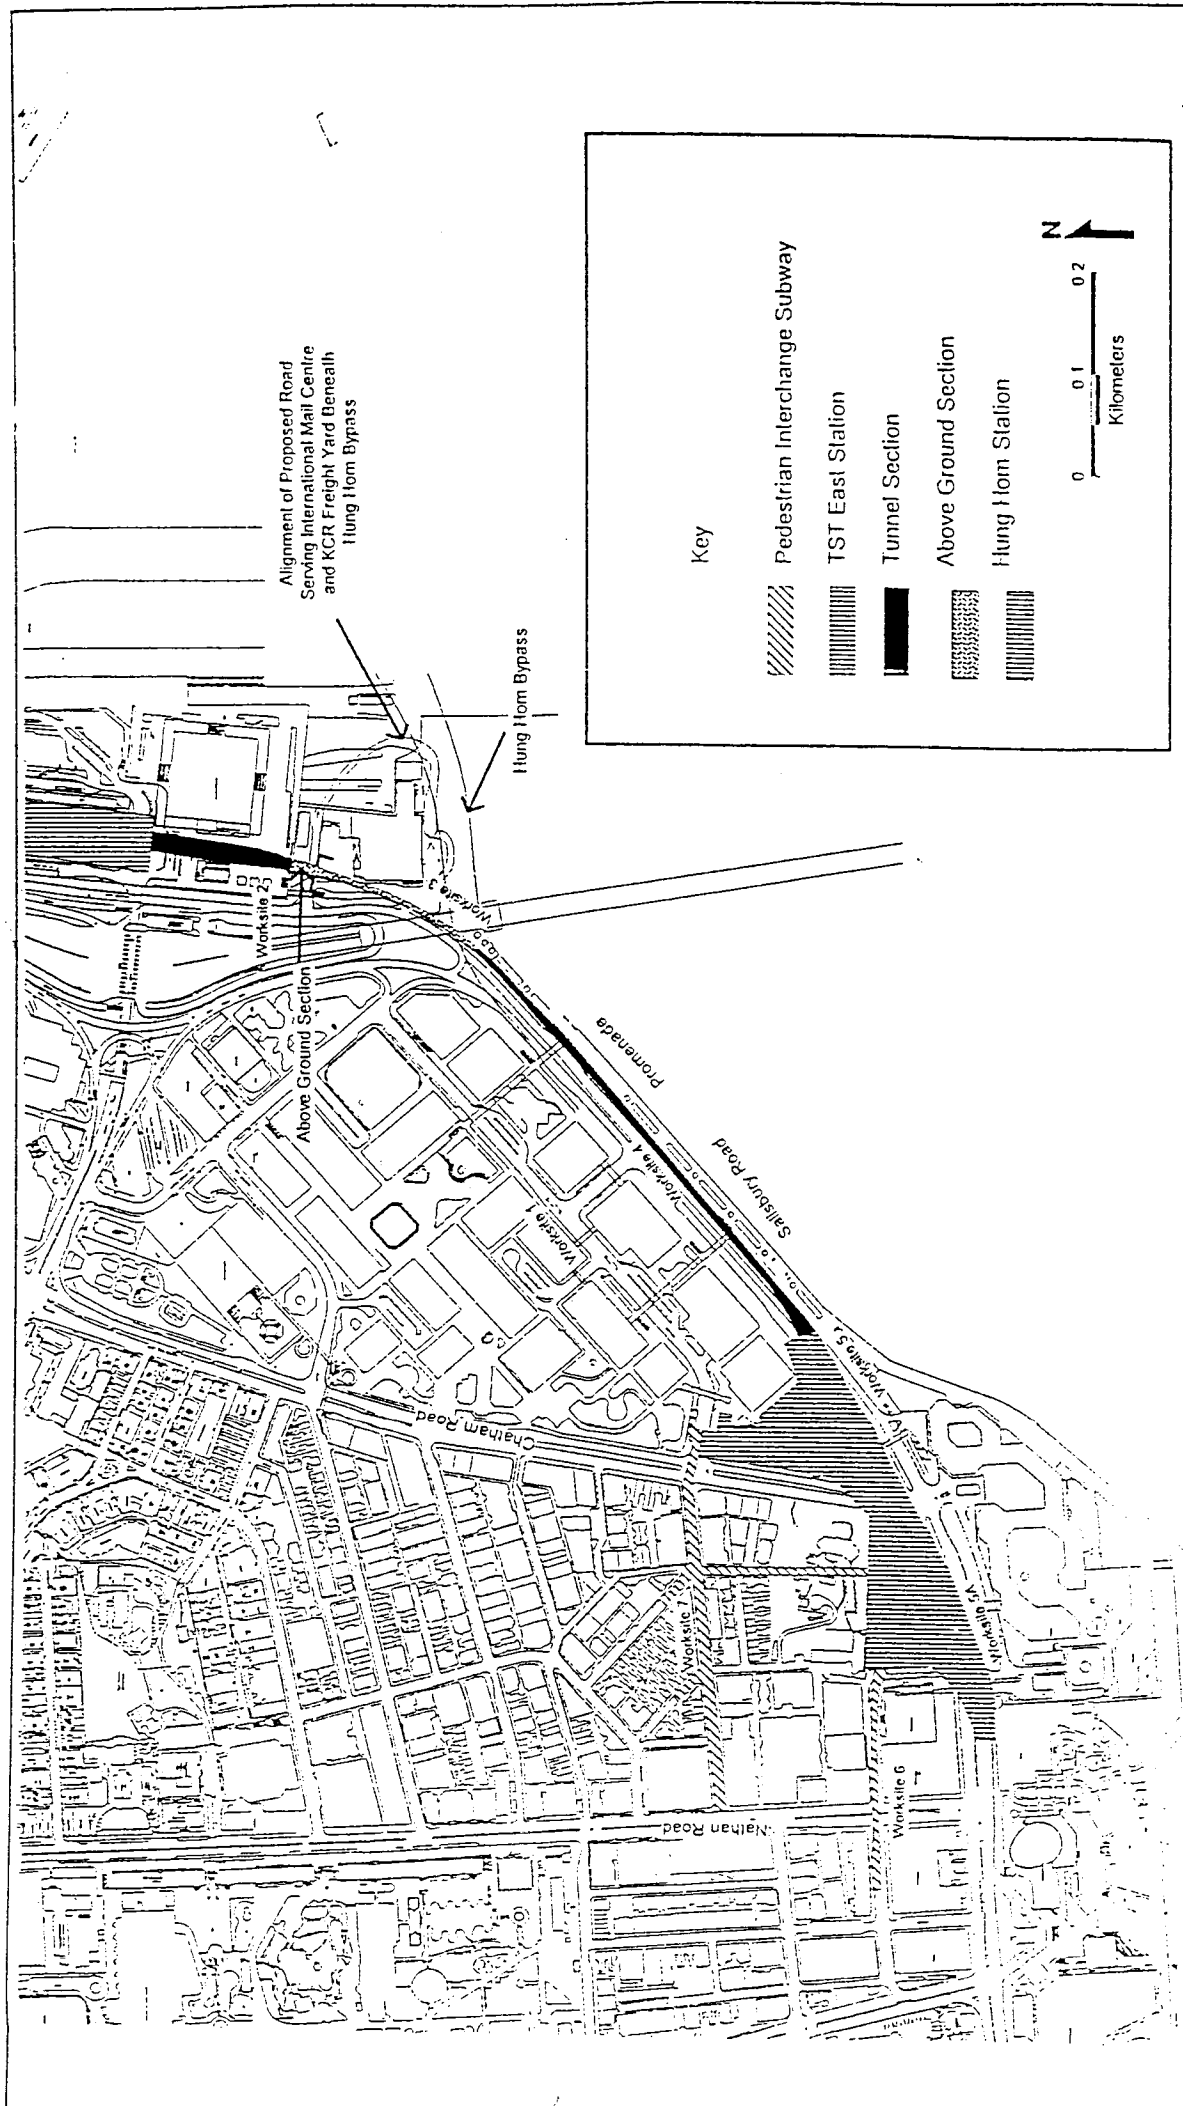 Alignment of Proposed Road
Serving International Mail Centre
and KCR Freight Yard Beneath
Hung Hom Bypass
Hung Hom Bypass
Worksite 2
Above Ground Section
Worksite 3
Promenade
Salisbury Road
Worksite 4
Worksite 1
Chatham Road
Worksite 5A
Worksite 7
Worksite 5A
Nathan Road
Worksite 6
Key
Pedestrian Interchange Subway
TST East Station
Tunnel Section
Above Ground Section
Hung Hom Station
N
0 0 1 0 2
Kilometers